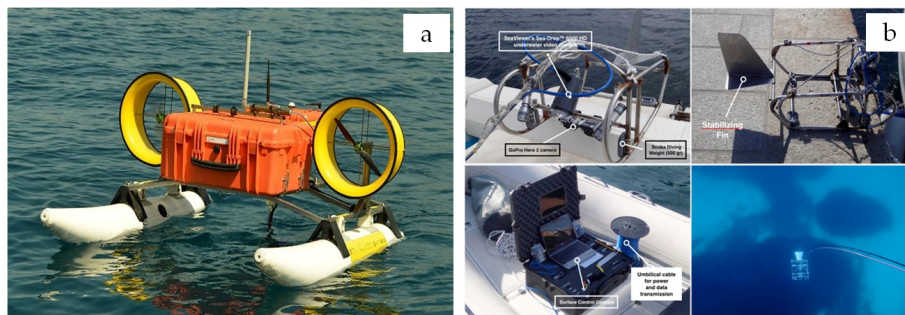 a
b
SeaViewer's Sea-Drop™ 6000 HD
underwater video camera
GoPro Hero 2 camera
Scuba Diving
Weight (500 gr)
Stabilizing
Fin
Umbilical cable
for power
and data
transmission
Surface Control Console